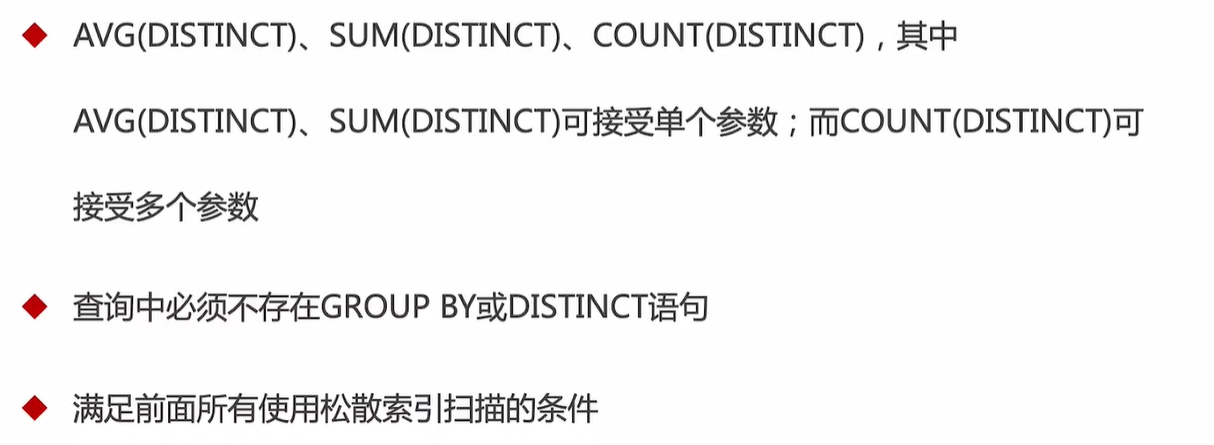 AVG(DISTINCT)、SUM(DISTINCT)、COUNT(DISTINCT)，其中
AVG(DISTINCT)、SUM(DISTINCT)可接受单个参数；而COUNT(DISTINCT)可
接受多个参数
查询中必须不存在GROUP BY或DISTINCT语句
满足前面所有使用松散索引扫描的条件